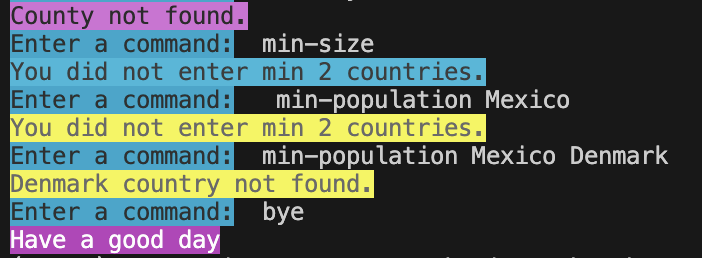 County not found.
Enter a command:  min-size
You did not enter min 2 countries.
Enter a command:   min-population Mexico
You did not enter min 2 countries.
Enter a command:  min-population Mexico Denmark
Denmark country not found.
Enter a command:  bye
Have a good day